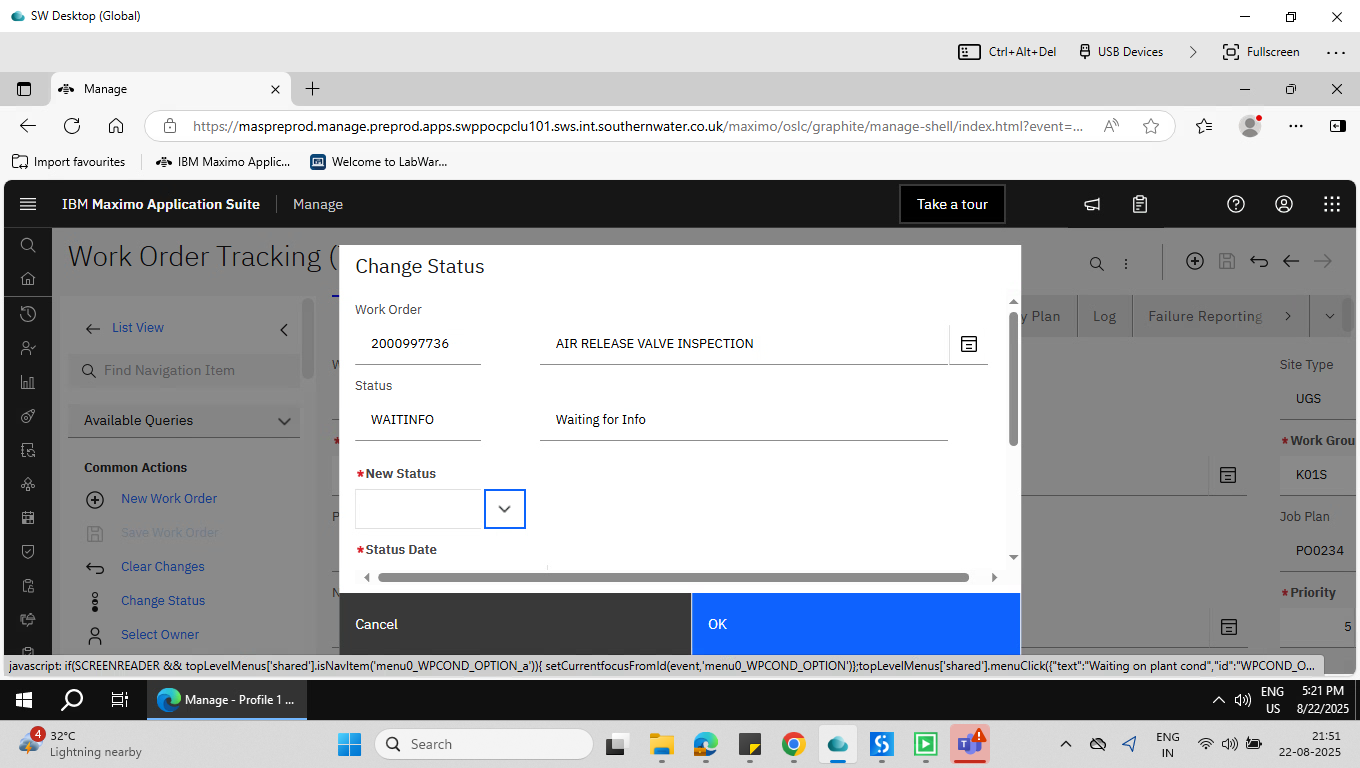 SW Desktop (Global)
Ctrl+Alt+Del
USB Devices
Fullscreen
Manage
https://maspreprod.manage.preprod.apps.swppocpclu101.sws.int.southernwater.co.uk/maximo/oslc/graphite/manage-shell/index.html?event=...
Import favourites
IBM Maximo Applic...
Welcome to LabWar...
IBM Maximo Application Suite
Manage
Take a tour
Work Order Tracking (
Change Status
Work Order
2000997736
AIR RELEASE VALVE INSPECTION
Status
WAITINFO
Waiting for Info
*New Status
*Status Date
Cancel
OK
List View
Find Navigation Item
Available Queries
Common Actions
New Work Order
Save Work Order
Clear Changes
Change Status
Select Owner
y Plan
Log
Failure Reporting
Site Type
UGS
*Work Grou
K01S
Job Plan
PO0234
*Priority
5
javascript: if(SCREENREADER && topLevelMenus['shared'].isNavItem('menu0_WPCOND_OPTION_a')){ setCurrentfocusFromId(event,'menu0_WPCOND_OPTION')};topLevelMenus['shared'].menuClick({"text":"Waiting on plant cond","id":"WPCOND_O...
Manage - Profile 1 ...
ENG
US
5:21 PM
8/22/2025
4
32°C
Lightning nearby
Search
ENG
IN
21:51
22-08-2025